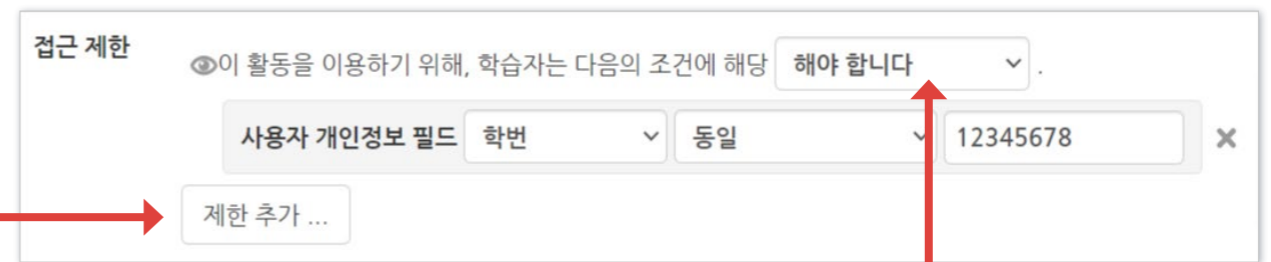 접근 제한
이 활동을 이용하기 위해, 학습자는 다음의 조건에 해당 해야 합니다 .
사용자 개인정보 필드 학번 동일 12345678
제한 추가 ...